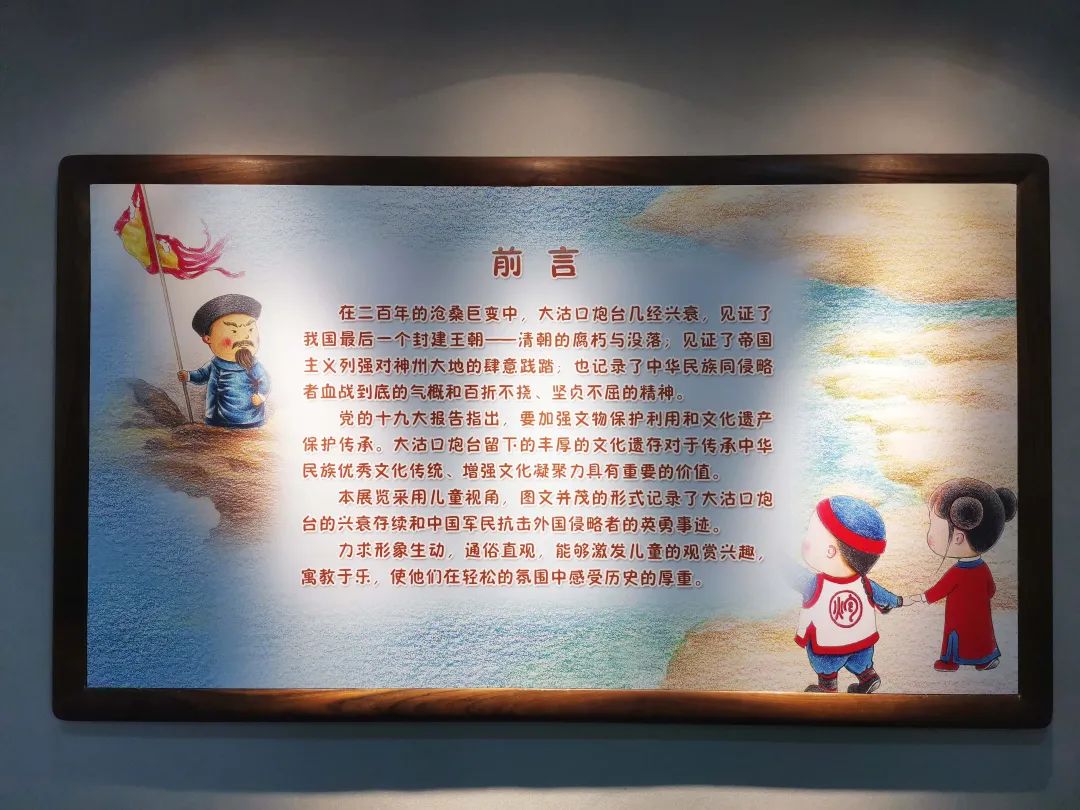 前言
在二百年的沧桑巨变中，大沽口炮台几经兴衰，见证了
我国最后一个封建王朝——清朝的腐朽与没落；见证了帝国
主义列强对神州大地的肆意践踏；也记录了中华民族同侵略
者血战到底的气概和百折不挠、坚贞不屈的精神。
党的十九大报告指出，要加强文物保护利用和文化遗产
保护传承。大沽口炮台留下的丰厚的文化遗存对于传承中华
民族优秀文化传统、增强文化凝聚力具有重要的价值。
本展览采用儿童视角，图文并茂的形式记录了大沽口炮
台的兴衰存续和中国军民抗击外国侵略者的英勇事迹。
力求形象生动，通俗直观，能够激发儿童的观赏兴趣，
寓教于乐，使他们在轻松的氛围中感受历史的厚重。